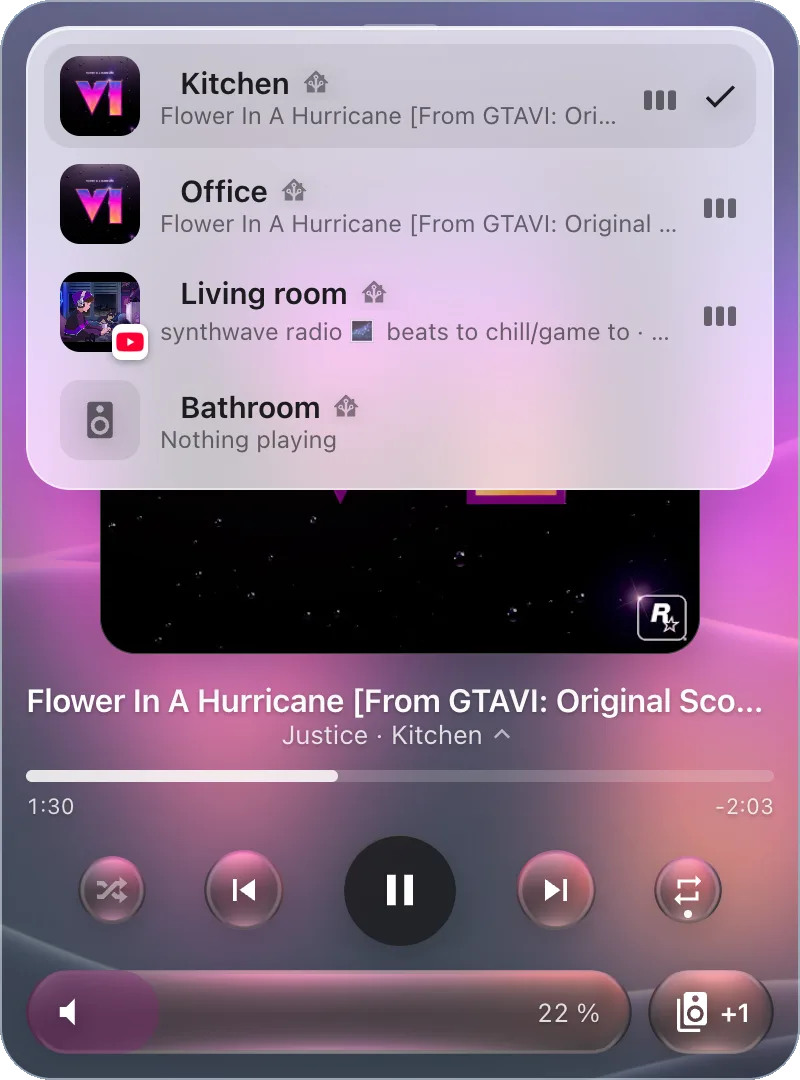 Kitchen
Flower In A Hurricane [From GTAVI: Ori...
Office
Flower In A Hurricane [From GTAVI: Original ...
Living room
synthwave radio 🌌 beats to chill/game to · ...
Bathroom
Nothing playing
R
Flower In A Hurricane [From GTAVI: Original Sco...
Justice · Kitchen
1:30
-2:03
22 %
+1